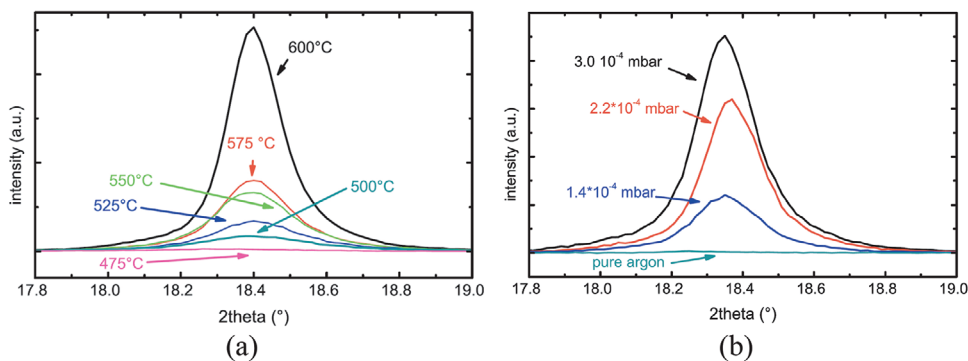 600°C
575 °C
550°C
500°C
525°C
475°C
intensity (a.u.)
17.8 18.0 18.2 18.4 18.6 18.8 19.0
2theta (°)
(a)
3.0 10⁻⁴ mbar
2.2*10⁻⁴ mbar
1.4*10⁻⁴ mbar
pure argon
intensity (a.u.)
17.8 18.0 18.2 18.4 18.6 18.8 19.0
2theta (°)
(b)